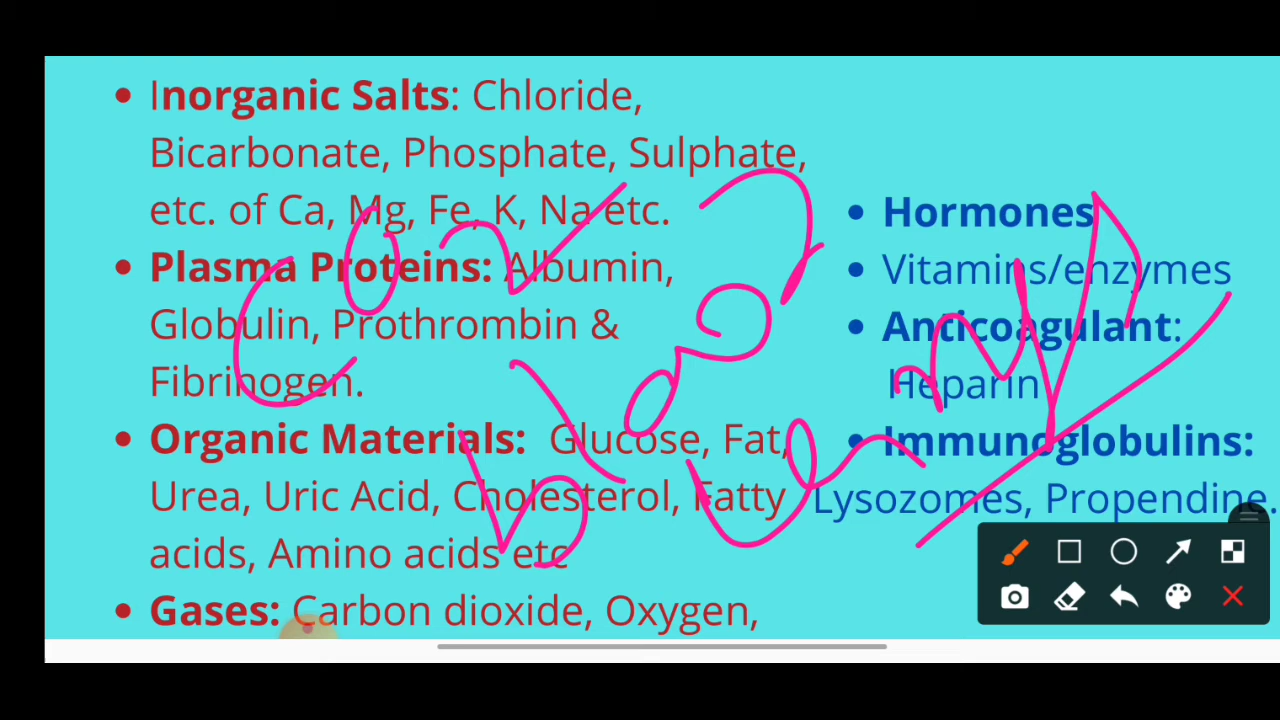 Inorganic Salts: Chloride,
Bicarbonate, Phosphate, Sulphate,
etc. of Ca, Mg, Fe, K, Na etc.
Plasma Proteins: Albumin,
Globulin, Prothrombin &
Fibrinogen.
Organic Materials: Glucose, Fat,
Urea, Uric Acid, Cholesterol, Fatty
acids, Amino acids etc
Gases: Carbon dioxide, Oxygen,
Hormones
Vitamins/enzymes
Anticoagulant:
Heparin
Immunoglobulins:
Lysozomes, Propendine.